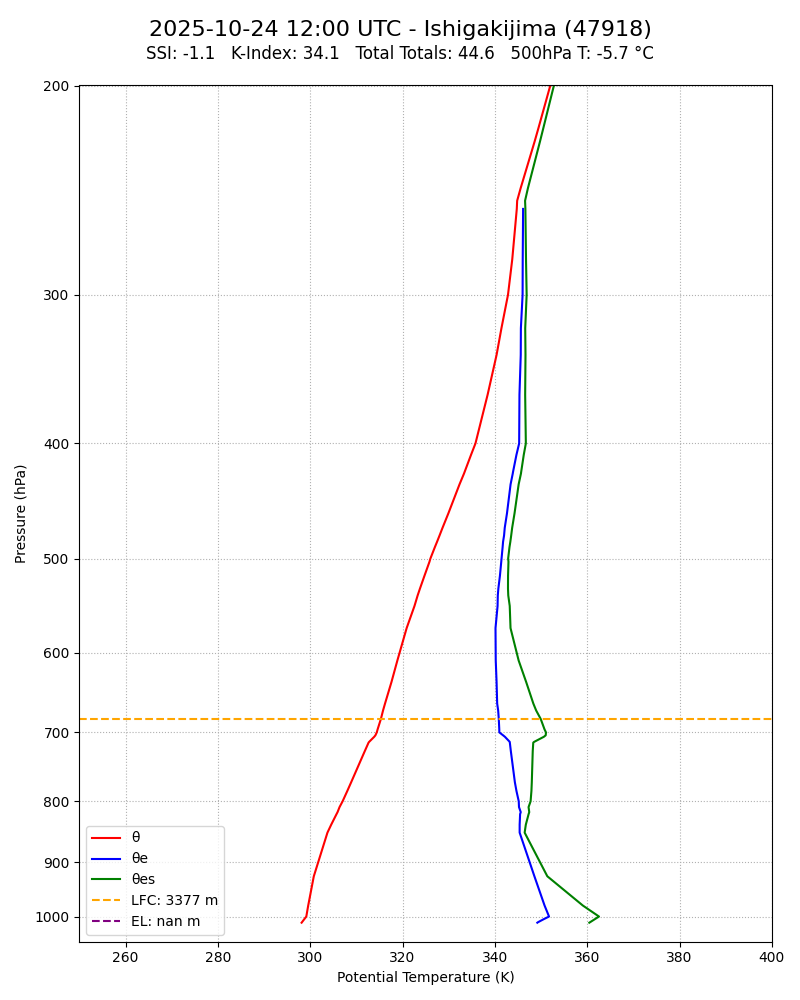 2025-10-24 12:00 UTC - Ishigakijima (47918)
SSI: -1.1   K-Index: 34.1   Total Totals: 44.6   500hPa T: -5.7 °C
200
300
400
500
600
700
800
900
1000
Pressure (hPa)
θ
θe
θes
LFC: 3377 m
EL: nan m
260 280 300 320 340 360 380 400
Potential Temperature (K)